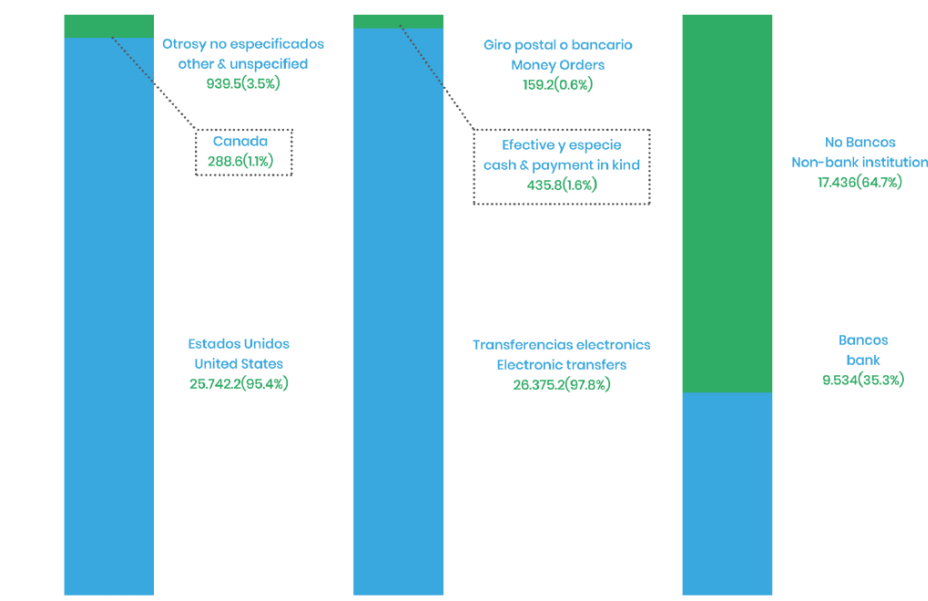 Otrosy no especificados
other & unspecified
939.5(3.5%)
Canada
288.6(1.1%)
Estados Unidos
United States
25.742.2(95.4%)
Giro postal o bancario
Money Orders
159.2(0.6%)
Efective y especie
cash & payment in kind
435.8(1.6%)
Transferencias electronics
Electronic transfers
26.375.2(97.8%)
No Bancos
Non-bank institution
17.436(64.7%)
Bancos
bank
9.534(35.3%)